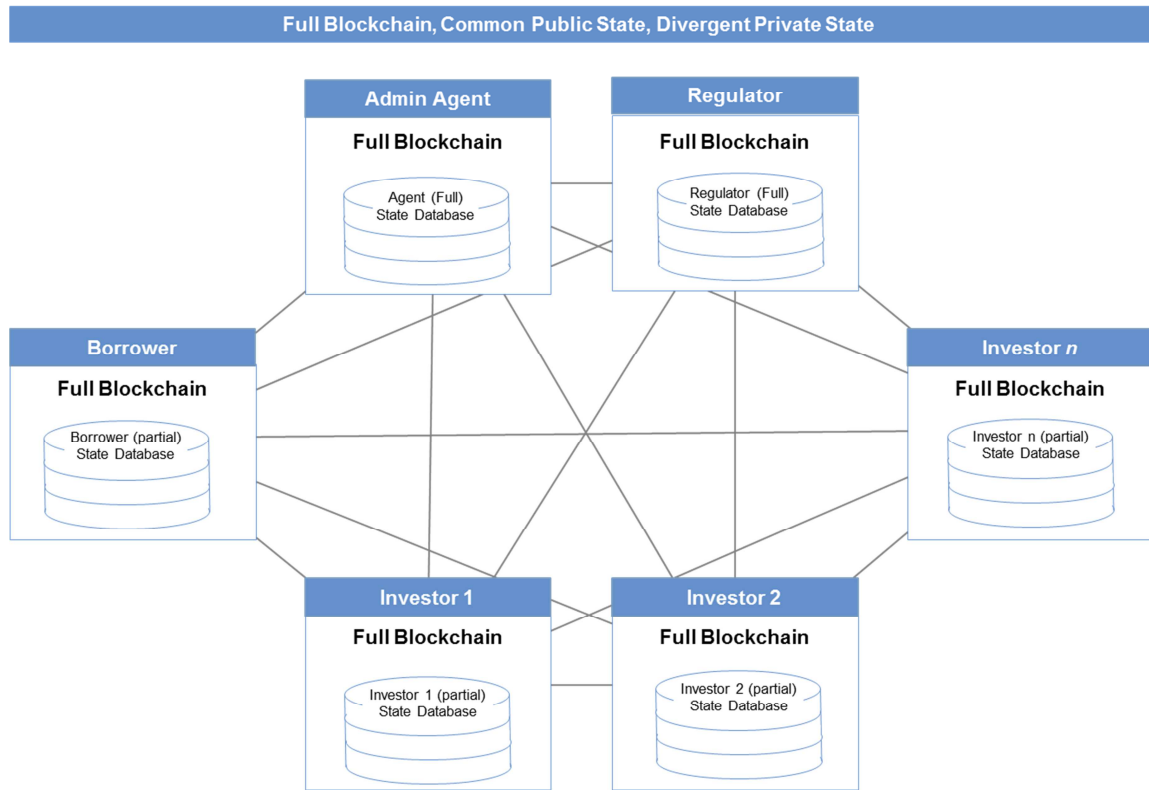 Full Blockchain, Common Public State, Divergent Private State
Admin Agent
Full Blockchain
Agent (Full)
State Database
Regulator
Full Blockchain
Regulator (Full)
State Database
Borrower
Full Blockchain
Borrower (partial)
State Database
Investor n
Full Blockchain
Investor n (partial)
State Database
Investor 1
Full Blockchain
Investor 1 (partial)
State Database
Investor 2
Full Blockchain
Investor 2 (partial)
State Database